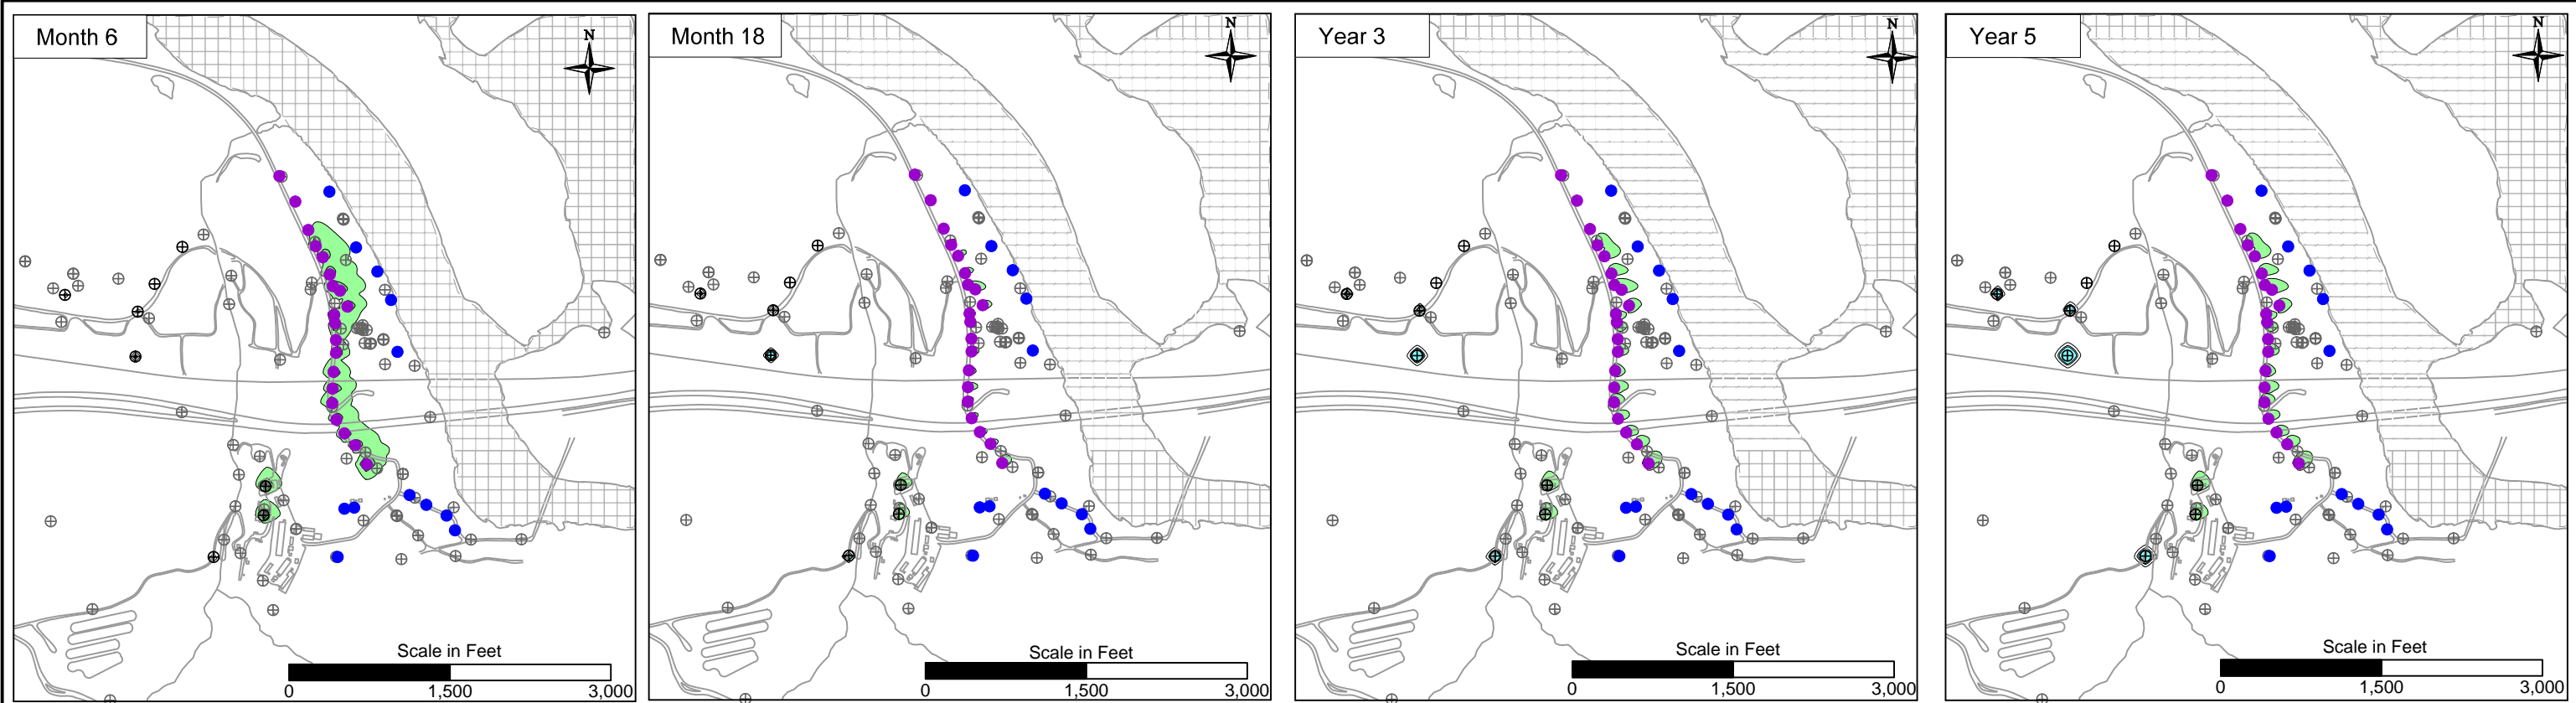 Month 6
N
Scale in Feet
0 1,500 3,000
Month 18
N
Scale in Feet
0 1,500 3,000
Year 3
N
Scale in Feet
0 1,500 3,000
Year 5
N
Scale in Feet
0 1,500 3,000